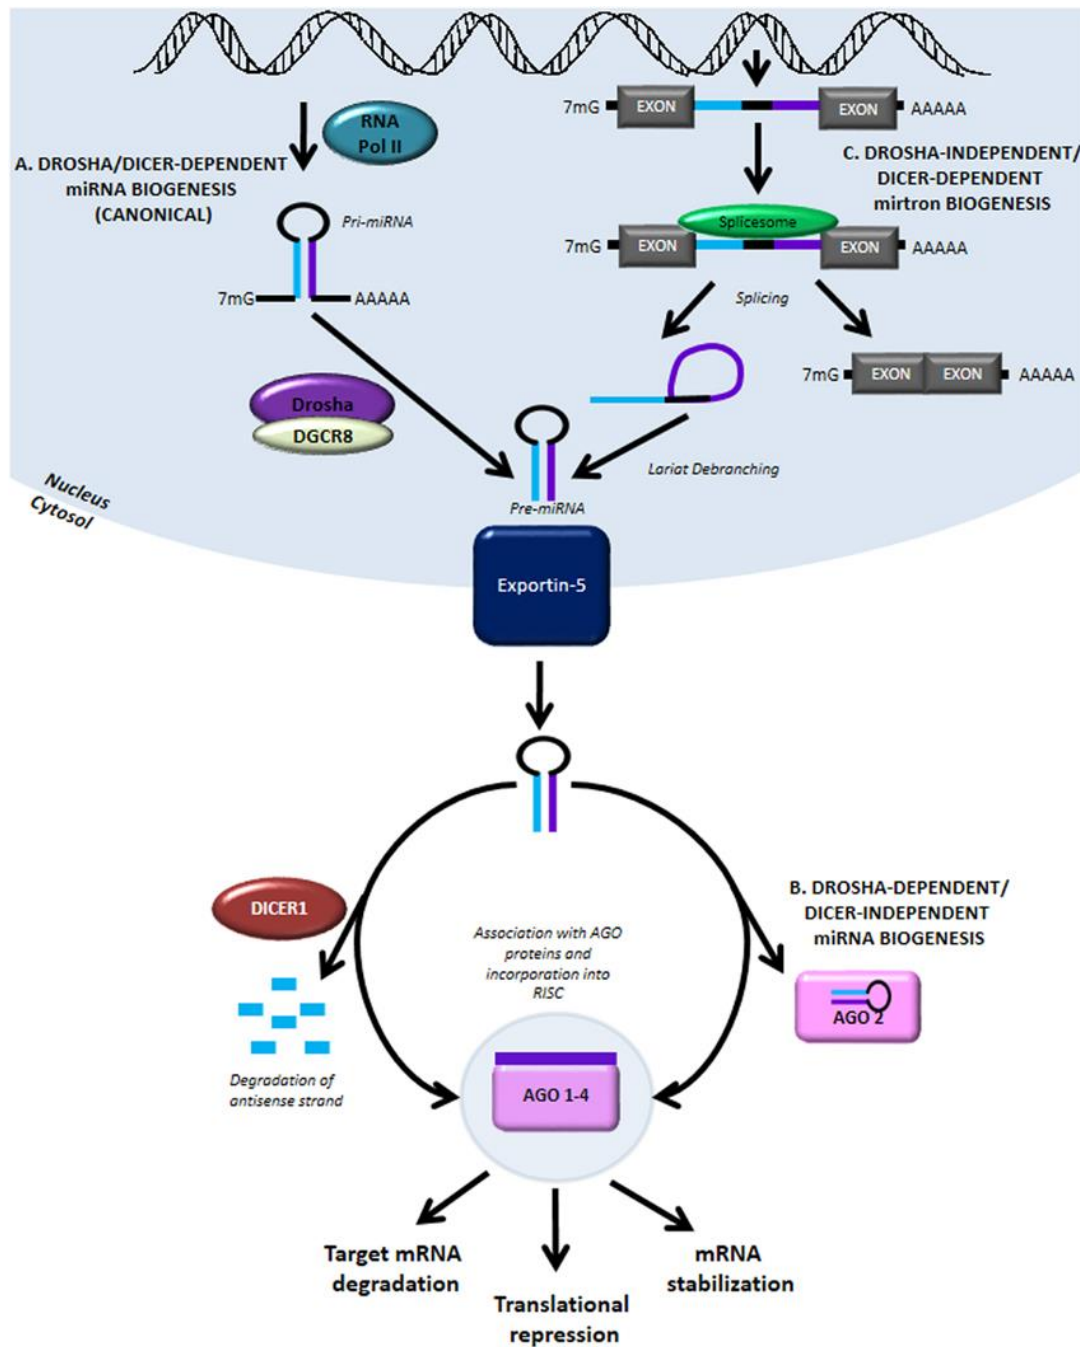 RNA
Pol II
A. DROSHA/DICER-DEPENDENT
miRNA BIOGENESIS
(CANONICAL)
Pri-miRNA
7mG
AAAAA
Drosha
DGCR8
7mG
EXON
EXON
AAAAA
C. DROSHA-INDEPENDENT/
DICER-DEPENDENT
mirtron BIOGENESIS
Splicesome
7mG
EXON
EXON
AAAAA
Splicing
7mG
EXON
EXON
AAAAA
Lariat Debranching
Pre-miRNA
Nucleus
Cytosol
Exportin-5
DICER1
Degradation of
antisense strand
Association with AGO
proteins and
incorporation into
RISC
B. DROSHA-DEPENDENT/
DICER-INDEPENDENT
miRNA BIOGENESIS
AGO 2
AGO 1-4
Target mRNA
degradation
Translational
repression
mRNA
stabilization